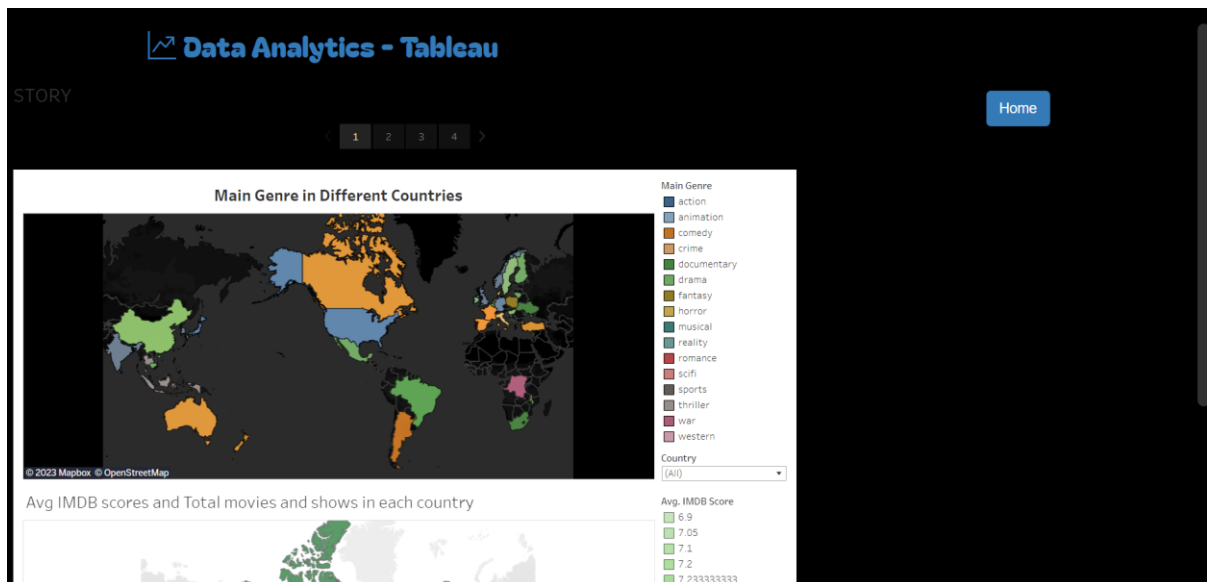 Data Analytics - Tableau
STORY
Home
1 2 3 4
Main Genre in Different Countries
Main Genre
action
animation
comedy
crime
documentary
drama
fantasy
horror
musical
reality
romance
scifi
sports
thriller
war
western
© 2023 Mapbox © OpenStreetMap
Country
(All)
Avg IMDB scores and Total movies and shows in each country
Avg. IMDB Score
6.9
7.05
7.1
7.2
7.233333333